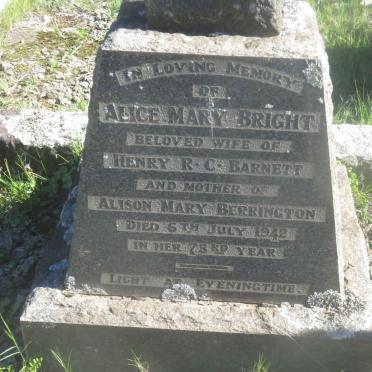 IN LOVING MEMORY
OF
ALICE MARY BRIGHT
BELOVED WIFE OF
HENRY R. C. BARNETT
AND MOTHER OF
ALISON MARY BERRINGTON
DIED 6TH JULY 1942
IN HER 73RD YEAR
LIGHT AT EVENINGTIME.